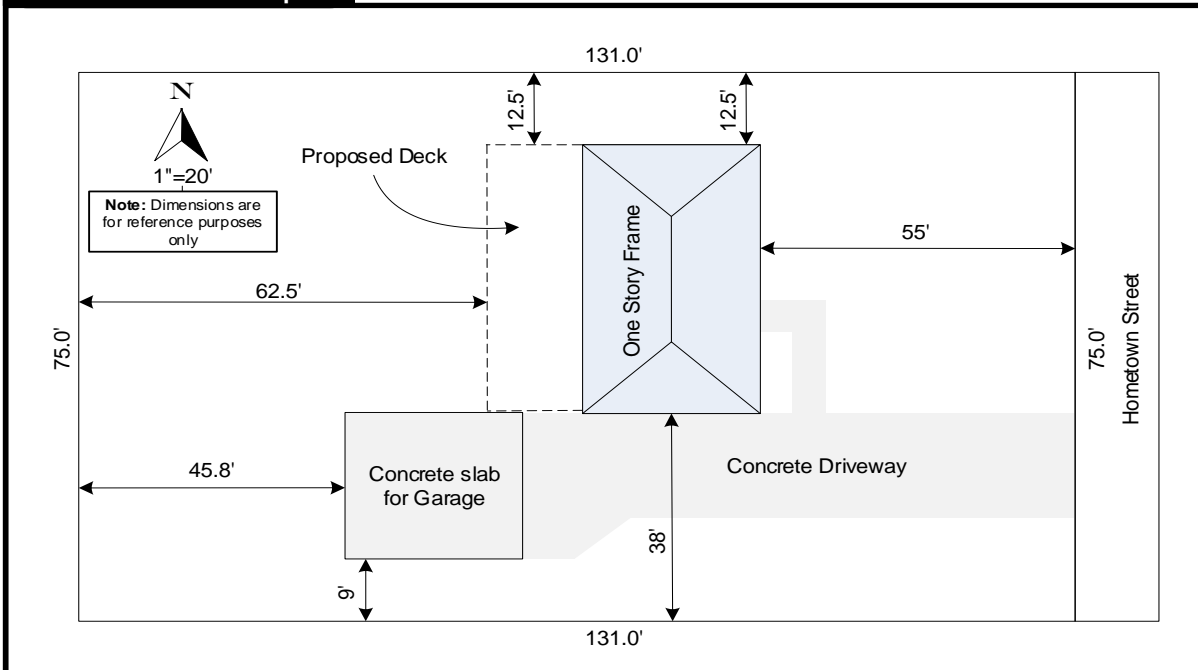 131.0'
N
1"=20'
Note: Dimensions are
for reference purposes
only
12.5'
12.5'
Proposed Deck
One Story Frame
55'
62.5'
75.0'
75.0'
Hometown Street
45.8'
Concrete slab
for Garage
Concrete Driveway
38'
9'
131.0'